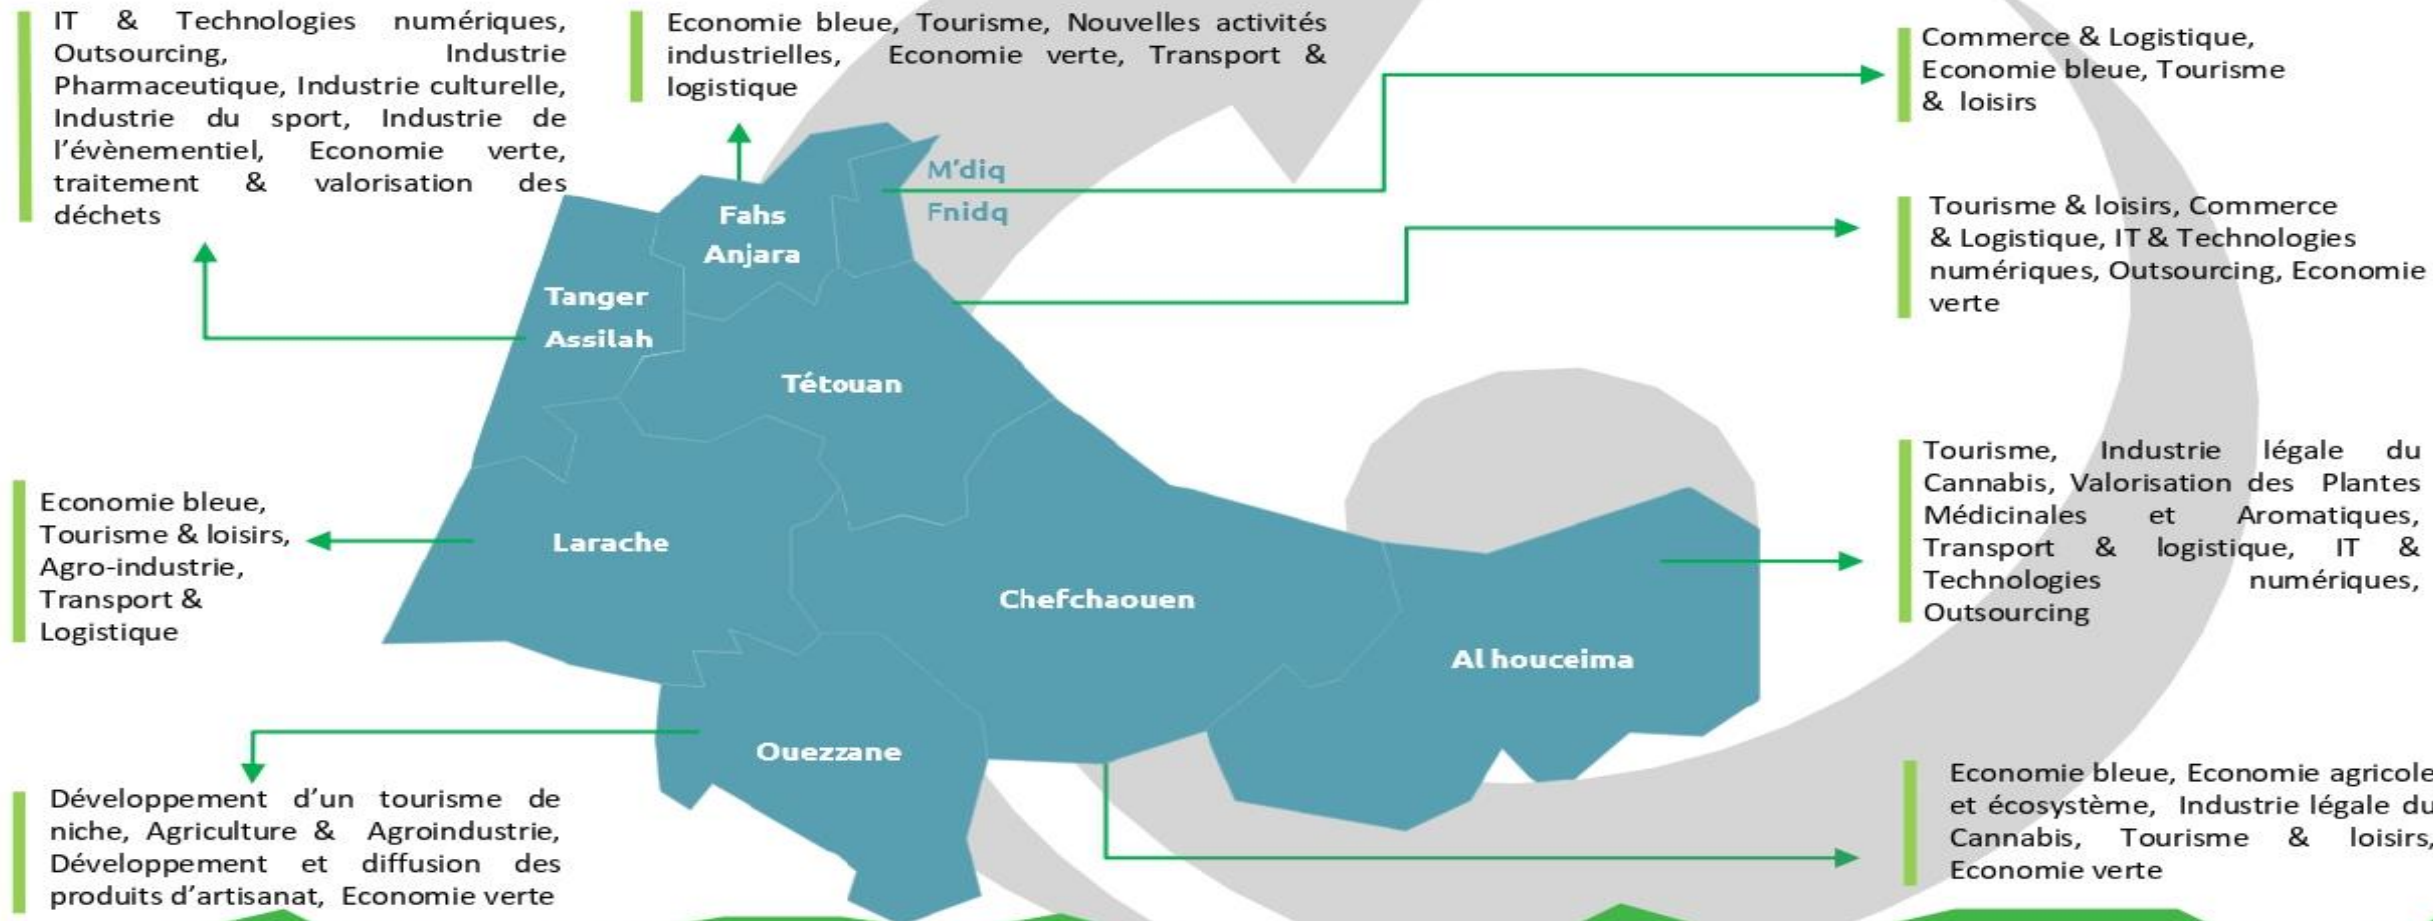 IT & Technologies numériques,
Outsourcing, Industrie
Pharmaceutique, Industrie culturelle,
Industrie du sport, Industrie de
l'évènementiel, Economie verte,
traitement & valorisation des
déchets
Economie bleue, Tourisme, Nouvelles activités
industrielles, Economie verte, Transport &
logistique
Commerce & Logistique,
Economie bleue, Tourisme
& loisirs
Tourisme & loisirs, Commerce
& Logistique, IT & Technologies
numériques, Outsourcing, Economie
verte
M'diq
Fnidq
Fahs
Anjara
Tanger
Assilah
Tétouan
Larache
Chefchaouen
Al houceima
Ouezzane
Economie bleue,
Tourisme & loisirs,
Agro-industrie,
Transport &
Logistique
Tourisme, Industrie légale du
Cannabis, Valorisation des Plantes
Médicinales et Aromatiques,
Transport & logistique, IT &
Technologies numériques,
Outsourcing
Développement d'un tourisme de
niche, Agriculture & Agroindustrie,
Développement et diffusion des
produits d'artisanat, Economie verte
Economie bleue, Economie agricole
et écosystème, Industrie légale du
Cannabis, Tourisme & loisirs,
Economie verte